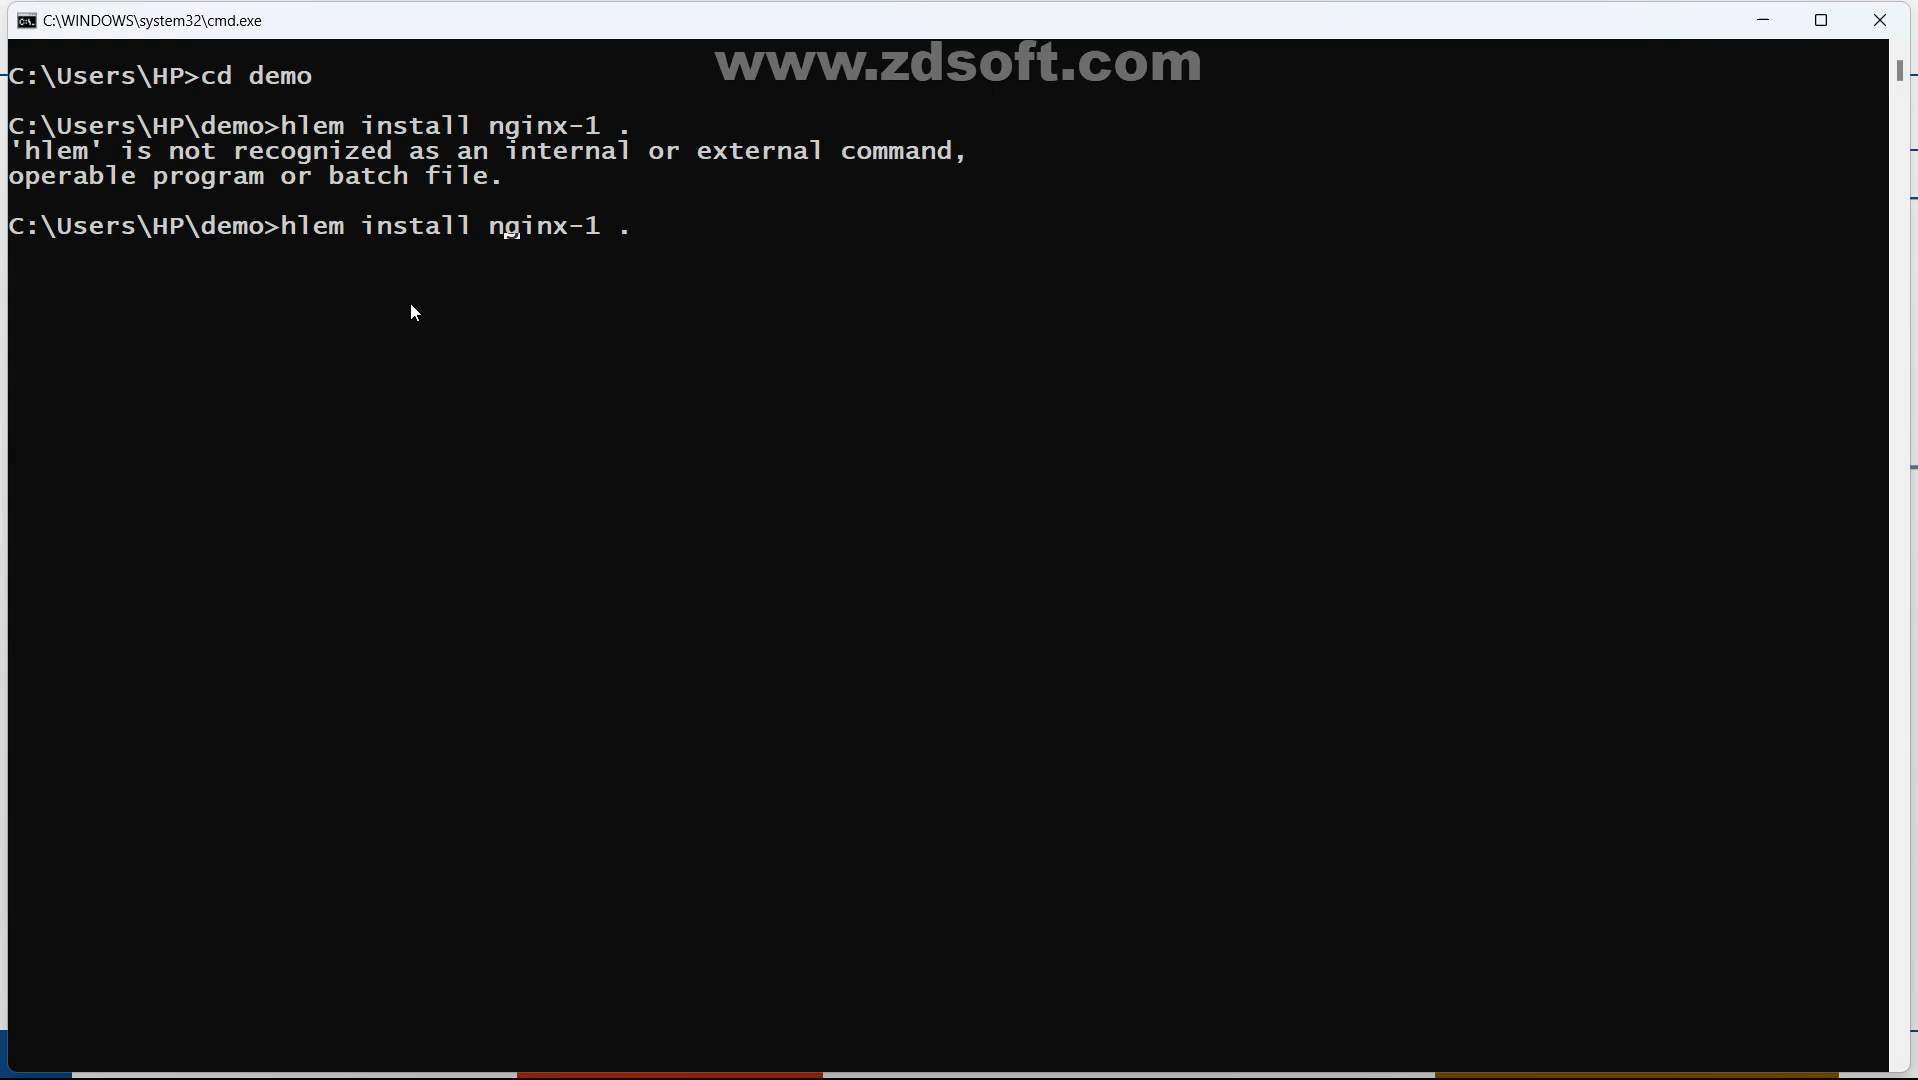 C:\WINDOWS\system32\cmd.exe
www.zdsoft.com
C:\Users\HP>cd demo
C:\Users\HP\demo>hlem install nginx-1 .
'hlem' is not recognized as an internal or external command,
operable program or batch file.
C:\Users\HP\demo>hlem install nginx-1 .